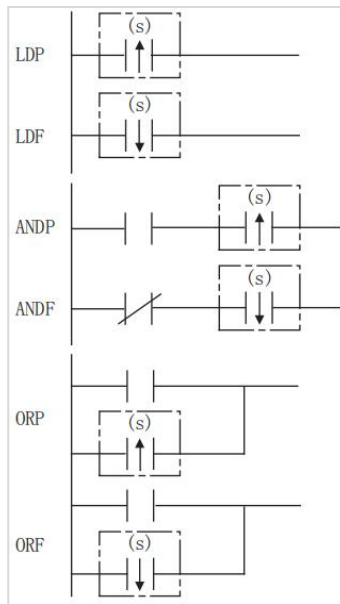 (s)
LDP
(s)
LDF
(s)
ANDP
(s)
ANDF
ORP
(s)
ORF
(s)